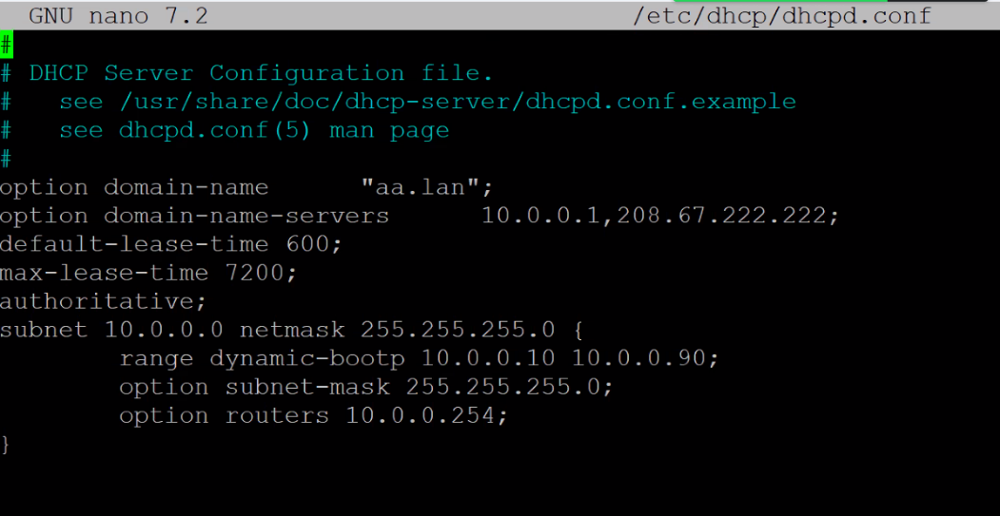 GNU nano 7.2 /etc/dhcp/dhcpd.conf
#
# DHCP Server Configuration file.
#   see /usr/share/doc/dhcp-server/dhcpd.conf.example
#   see dhcpd.conf(5) man page
#
option domain-name      "aa.lan";
option domain-name-servers      10.0.0.1,208.67.222.222;
default-lease-time 600;
max-lease-time 7200;
authoritative;
subnet 10.0.0.0 netmask 255.255.255.0 {
        range dynamic-bootp 10.0.0.10 10.0.0.90;
        option subnet-mask 255.255.255.0;
        option routers 10.0.0.254;
}